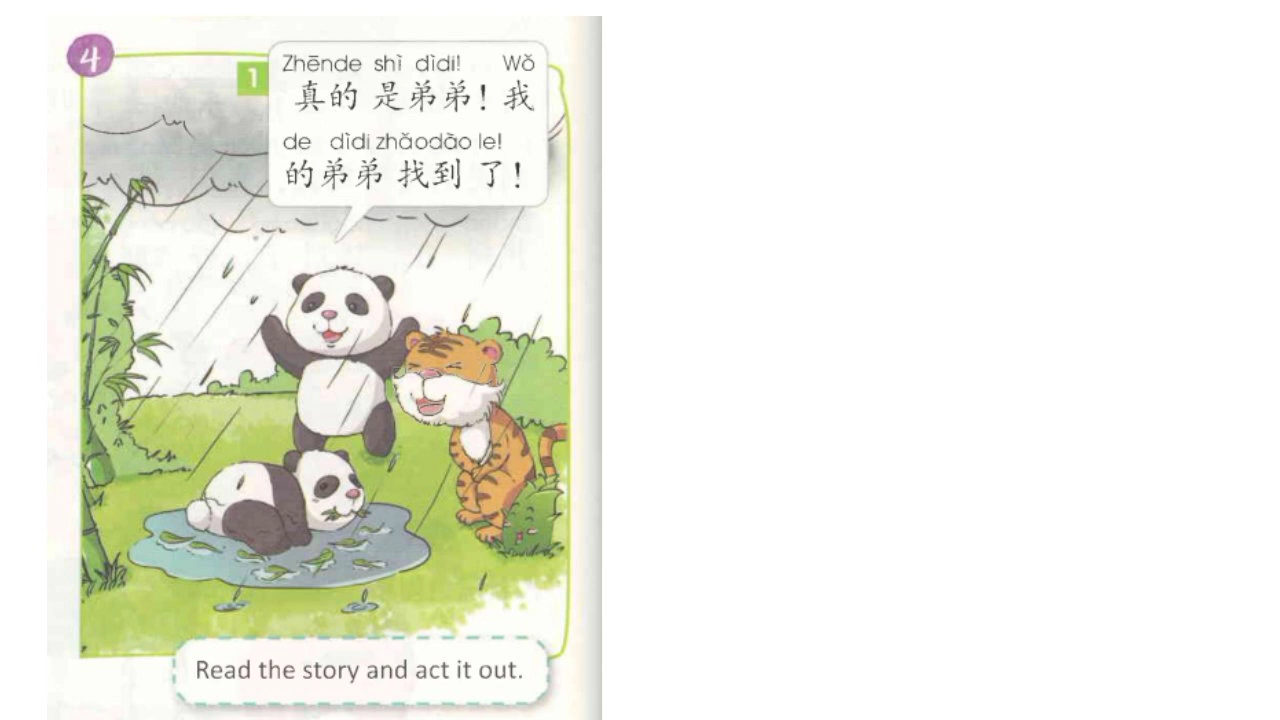 4
1
Zhēnde shì dìdi! Wǒ
真的 是弟弟! 我
de dìdi zhǎodào le!
的弟弟 找到 了!
Read the story and act it out.